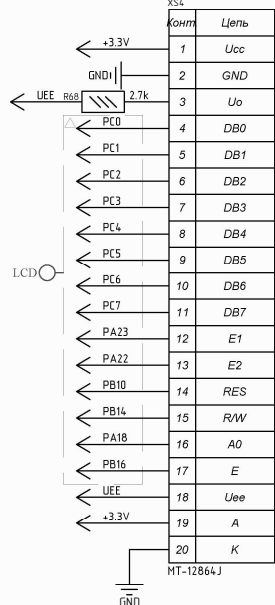 XS4
Конт. Цепь
+3.3V 1 Ucc
GND 2 GND
UEE R68 2.7k 3 Uo
PC0 4 DB0
PC1 5 DB1
PC2 6 DB2
PC3 7 DB3
PC4 8 DB4
PC5 9 DB5
LCD
PC6 10 DB6
PC7 11 DB7
PA23 12 E1
PA22 13 E2
PB10 14 RES
PB14 15 R/W
PA18 16 A0
PB16 17 E
UEE 18 Uee
+3.3V 19 A
20 K
MT-12864J
GND